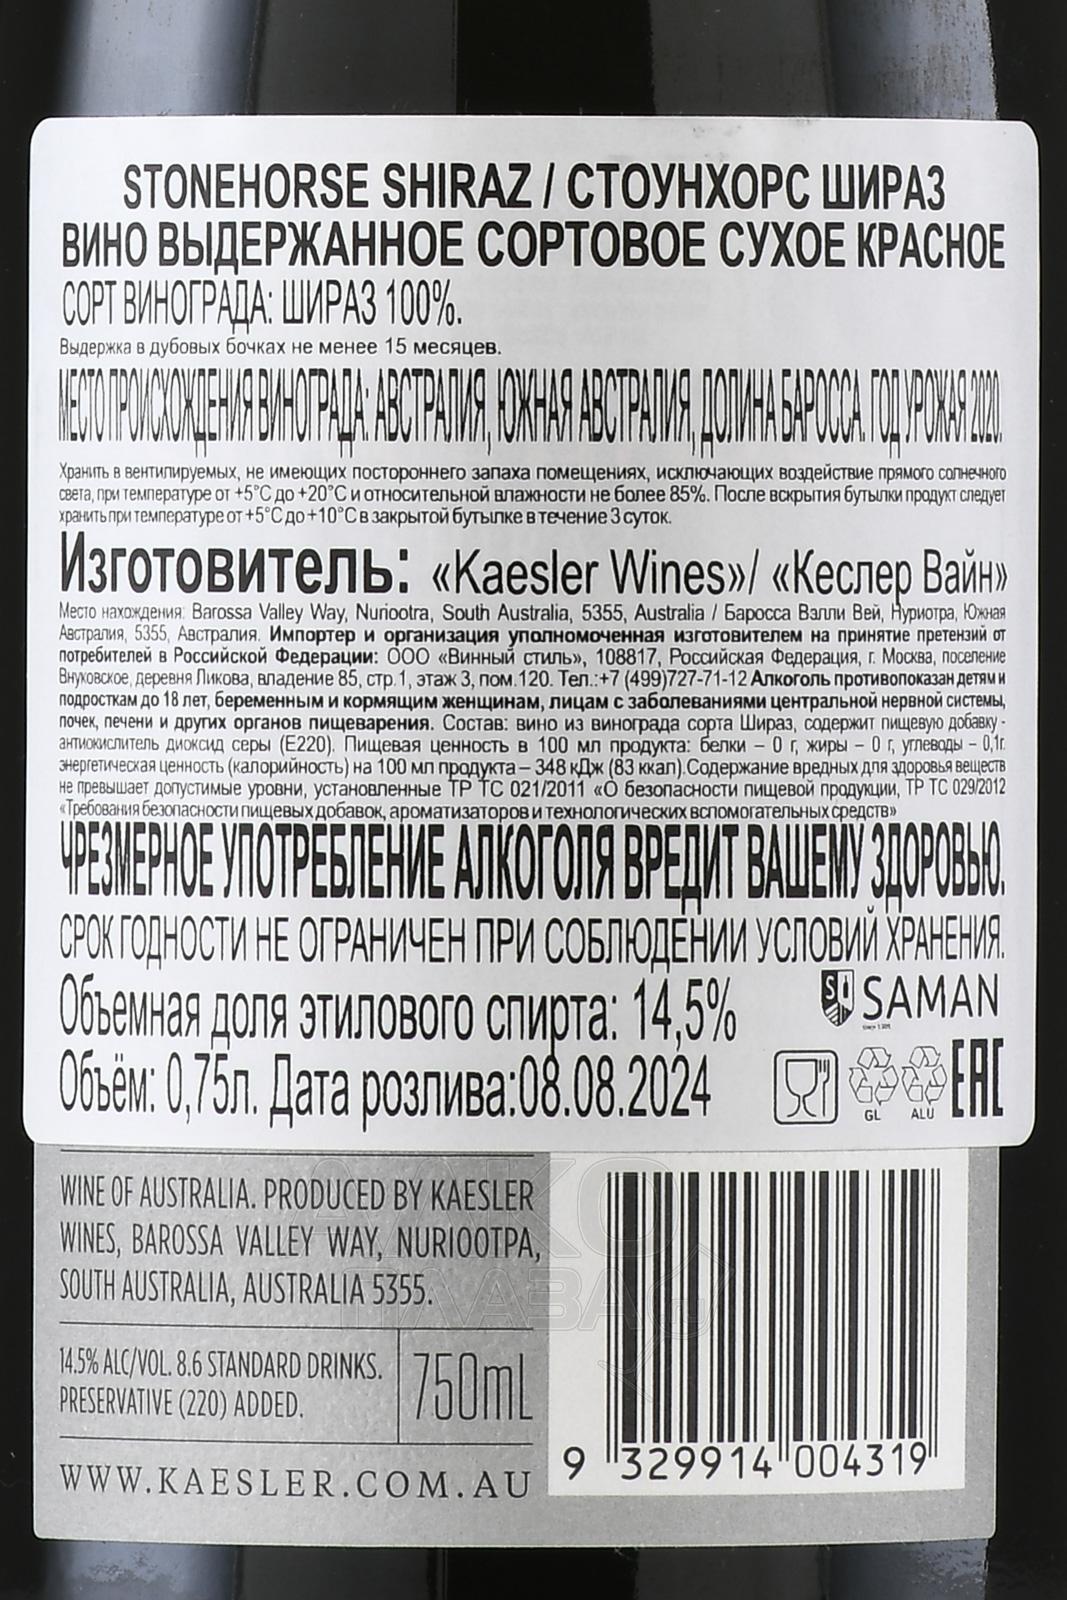 STONEHORSE SHIRAZ / СТОУНХОРС ШИРАЗ
ВИНО ВЫДЕРЖАННОЕ СОРТОВОЕ СУХОЕ КРАСНОЕ
СОРТ ВИНОГРАДА: ШИРАЗ 100%.
Выдержка в дубовых бочках не менее 15 месяцев.
МЕСТО ПРОИСХОЖДЕНИЯ ВИНОГРАДА: АВСТРАЛИЯ, ЮЖНАЯ АВСТРАЛИЯ, ДОЛИНА БАРОССА. ГОД УРОЖАЯ 2020.
Хранить в вентилируемых, не имеющих постороннего запаха помещениях, исключающих воздействие прямого солнечного
света, при температуре от +5°С до +20°С и относительной влажности не более 85%. После вскрытия бутылки продукт следует
хранить при температуре от +5°С до +10°С в закрытой бутылке в течение 3 суток.
Изготовитель: «Kaesler Wines»/ «Кеслер Вайн»
Место нахождения: Barossa Valley Way, Nuriootra, South Australia, 5355, Australia / Баросса Вэлли Вей, Нуриотра, Южная
Австралия, 5355, Австралия. Импортер и организация уполномоченная изготовителем на принятие претензий от
потребителей в Российской Федерации: ООО «Винный стиль», 108817, Российская Федерация, г. Москва, поселение
Внуковское, деревня Ликова, владение 85, стр.1, этаж 3, пом.120. Тел.:+7 (499)727-71-12 Алкоголь противопоказан детям и
подросткам до 18 лет, беременным и кормящим женщинам, лицам с заболеваниями центральной нервной системы,
почек, печени и других органов пищеварения. Состав: вино из винограда сорта Шираз, содержит пищевую добавку -
антиокислитель диоксид серы (Е220). Пищевая ценность в 100 мл продукта: белки – 0 г, жиры – 0 г, углеводы – 0,1г.
энергетическая ценность (калорийность) на 100 мл продукта – 348 кДж (83 ккал).Содержание вредных для здоровья веществ
не превышает допустимые уровни, установленные ТР ТС 021/2011 «О безопасности пищевой продукции, ТР ТС 029/2012
«Требования безопасности пищевых добавок, ароматизаторов и технологических вспомогательных средств»
ЧРЕЗМЕРНОЕ УПОТРЕБЛЕНИЕ АЛКОГОЛЯ ВРЕДИТ ВАШЕМУ ЗДОРОВЬЮ.
СРОК ГОДНОСТИ НЕ ОГРАНИЧЕН ПРИ СОБЛЮДЕНИИ УСЛОВИЙ ХРАНЕНИЯ.
Объемная доля этилового спирта: 14,5%
SAMAN
Объём: 0,75л. Дата розлива:08.08.2024
GL ALU EAC
WINE OF AUSTRALIA. PRODUCED BY KAESLER
WINES, BAROSSA VALLEY WAY, NURIOOTPA,
SOUTH AUSTRALIA, AUSTRALIA 5355.
14.5% ALC/VOL. 8.6 STANDARD DRINKS.
PRESERVATIVE (220) ADDED.
750mL
WWW.KAESLER.COM.AU
9 329914 004319